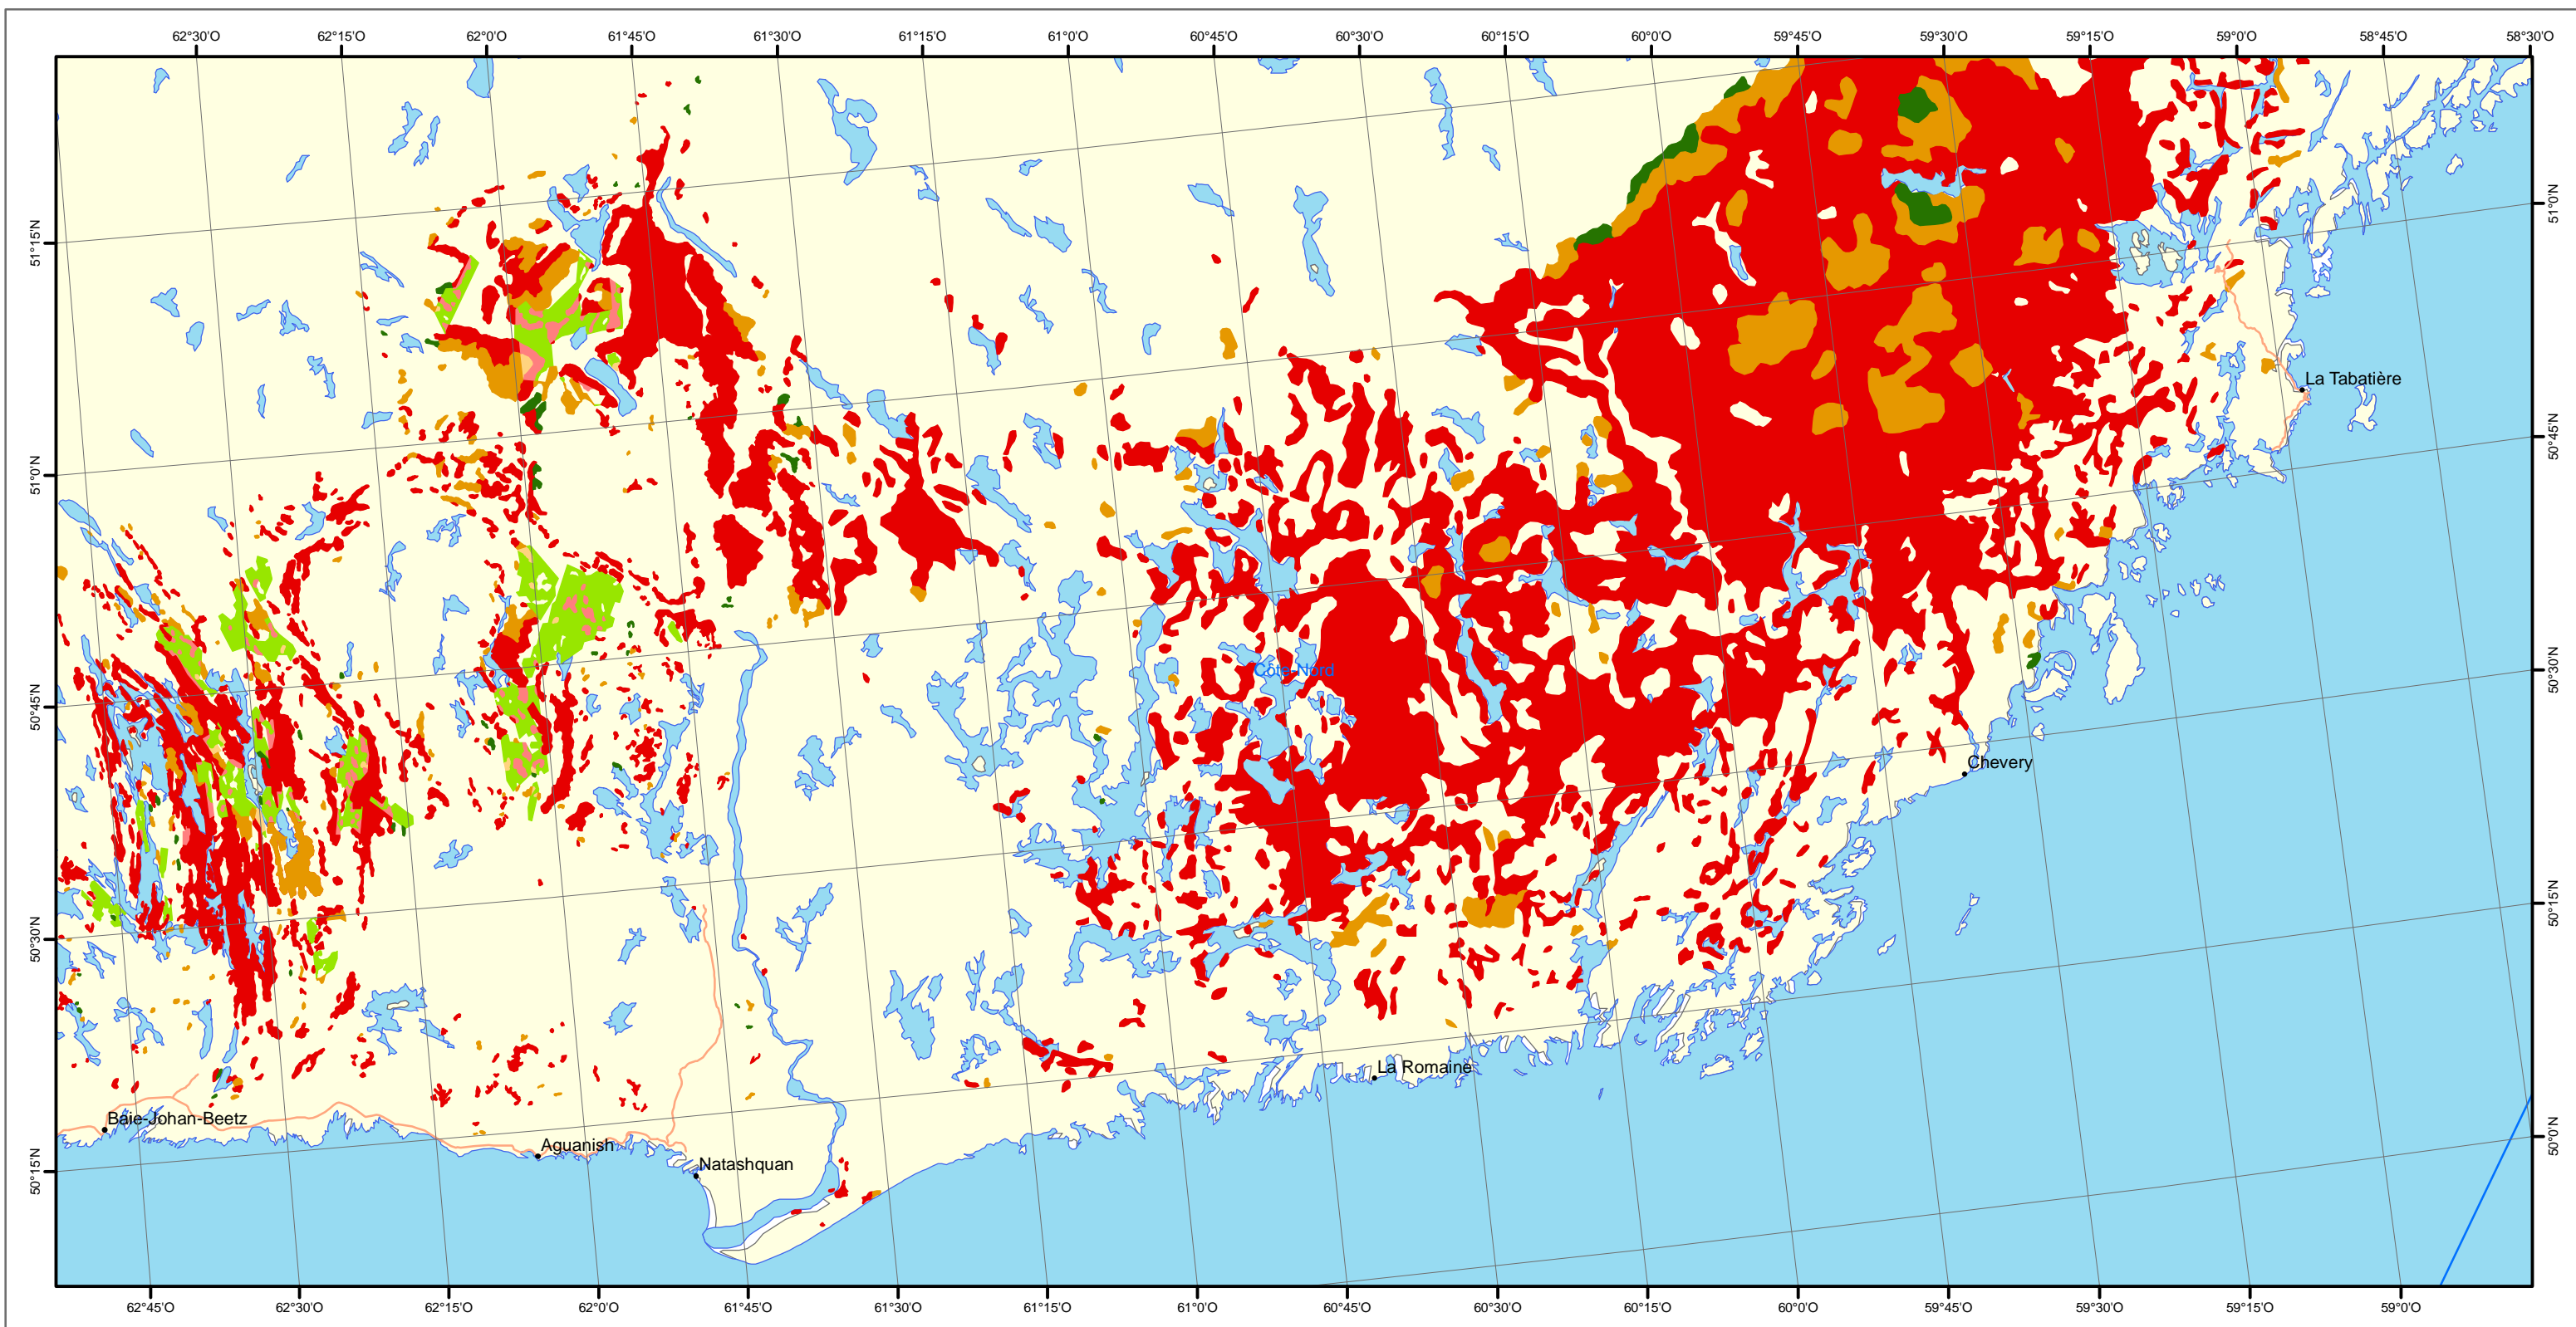 62°30'O 62°15'O 62°0'O 61°45'O 61°30'O 61°15'O 61°0'O 60°45'O 60°30'O 60°15'O 60°0'O 59°45'O 59°30'O 59°15'O 59°0'O 58°45'O 58°30'O
51°0'N
51°15'N
La Tabatière
50°45'N
51°0'N
Côte-Nord
50°30'N
50°45'N
Chevery
50°15'N
50°30'N
La Romaine
Baie-Johan-Beetz
50°0'N
Aguanish
Natashquan
50°15'N
62°45'O 62°30'O 62°15'O 62°0'O 61°45'O 61°30'O 61°15'O 61°0'O 60°45'O 60°30'O 60°15'O 60°0'O 59°45'O 59°30'O 59°15'O 59°0'O